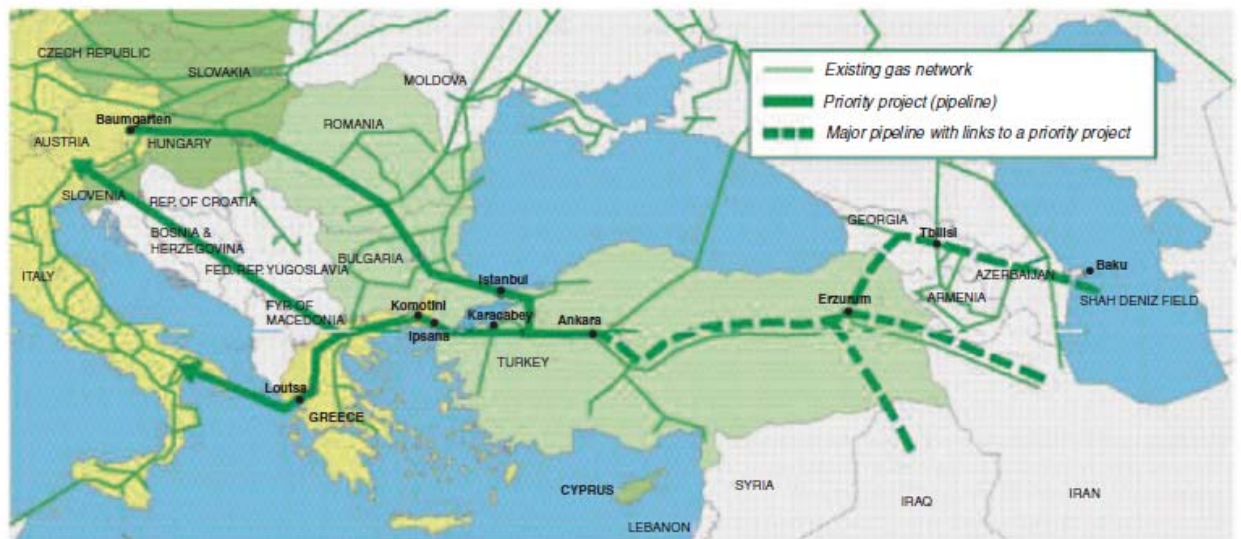 CZECH REPUBLIC
SLOVAKIA
MOLDOVA
Existing gas network
Priority project (pipeline)
Major pipeline with links to a priority project
Baumgarten
ROMANIA
AUSTRIA
HUNGARY
SLOVENIA
REP. OF CROATIA
BOSNIA &
HERZEGOVINA
GEORGIA
Tbilisi
ITALY
FED. REP. YUGOSLAVIA
BULGARIA
Istanbul
AZERBAIJAN
Baku
FYR. OF
MACEDONIA
Komotini
Karacabey
Erzurum
ARMENIA
SHAH DENIZ FIELD
Ipsana
Ankara
TURKEY
Loutsa
GREECE
CYPRUS
SYRIA
IRAQ
IRAN
LEBANON